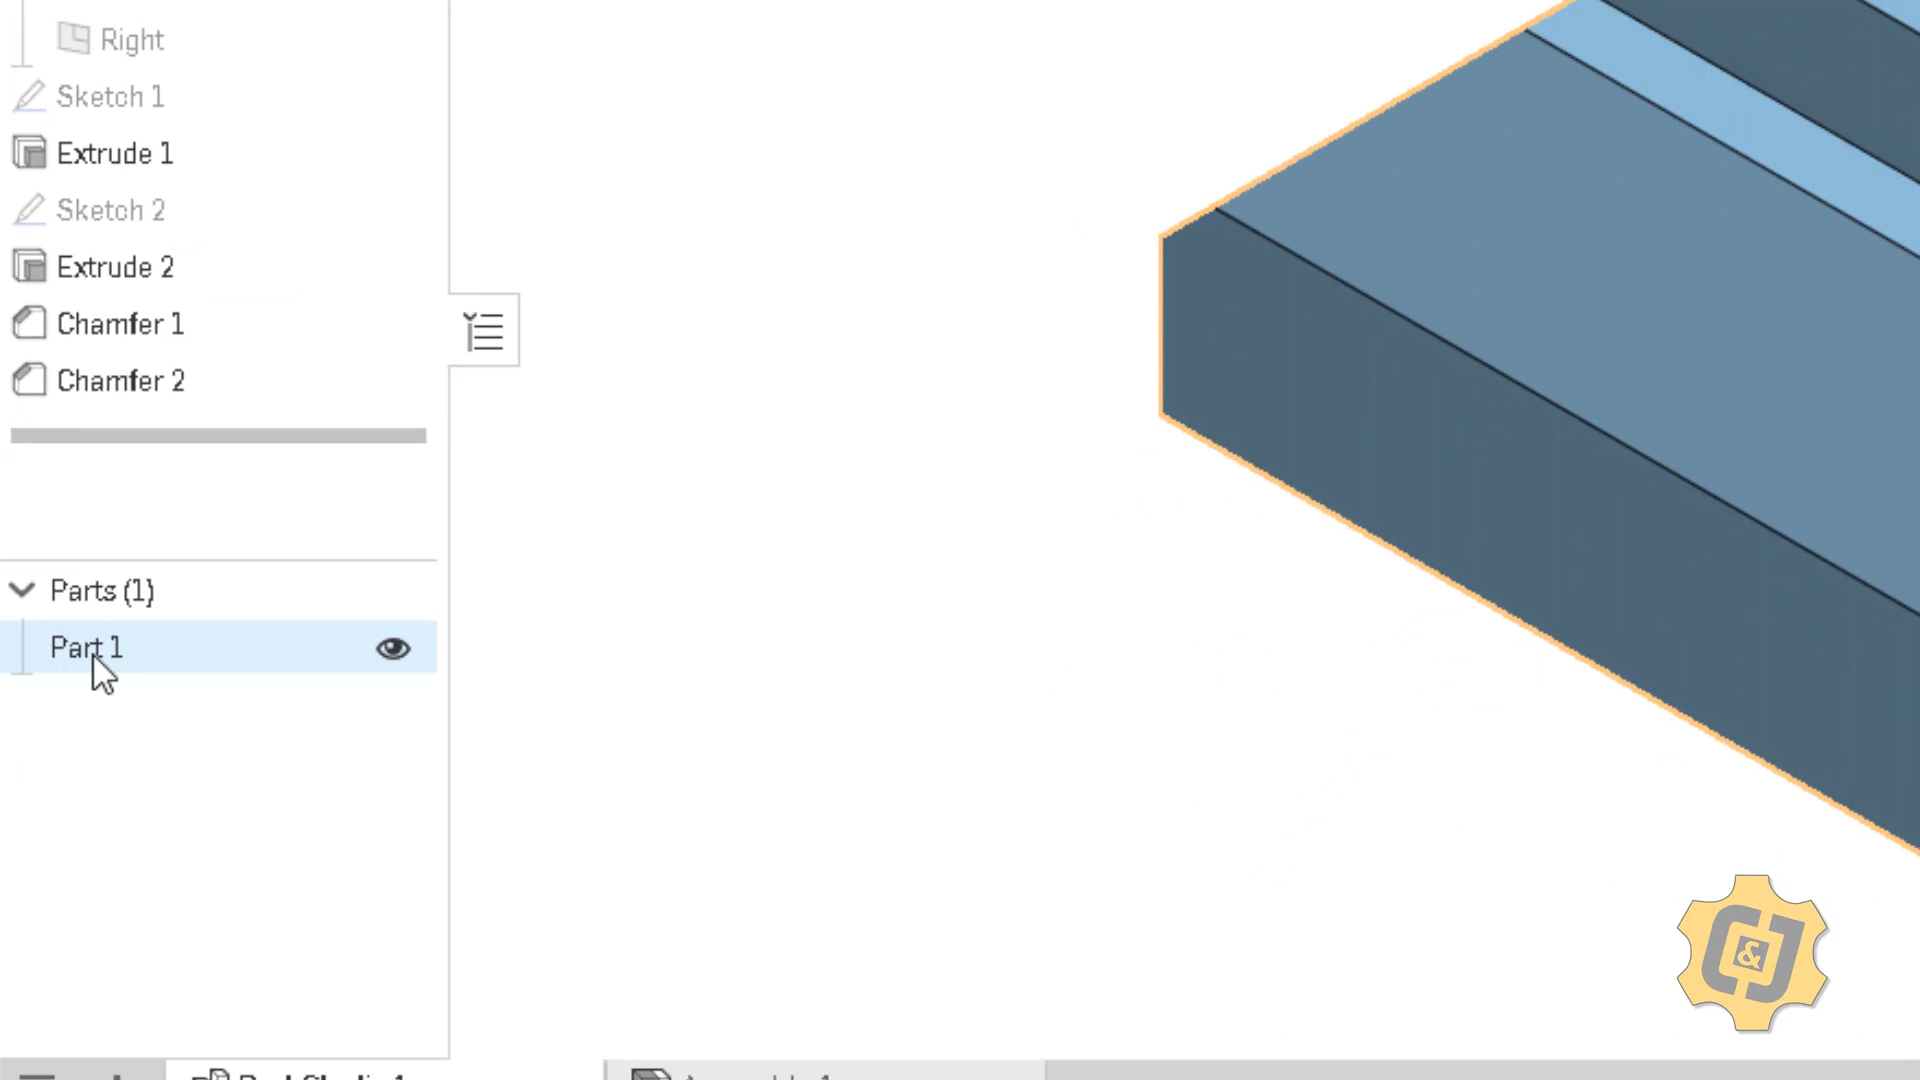 Right
Sketch 1
Extrude 1
Sketch 2
Extrude 2
Chamfer 1
Chamfer 2
Parts (1)
Part 1
C&J